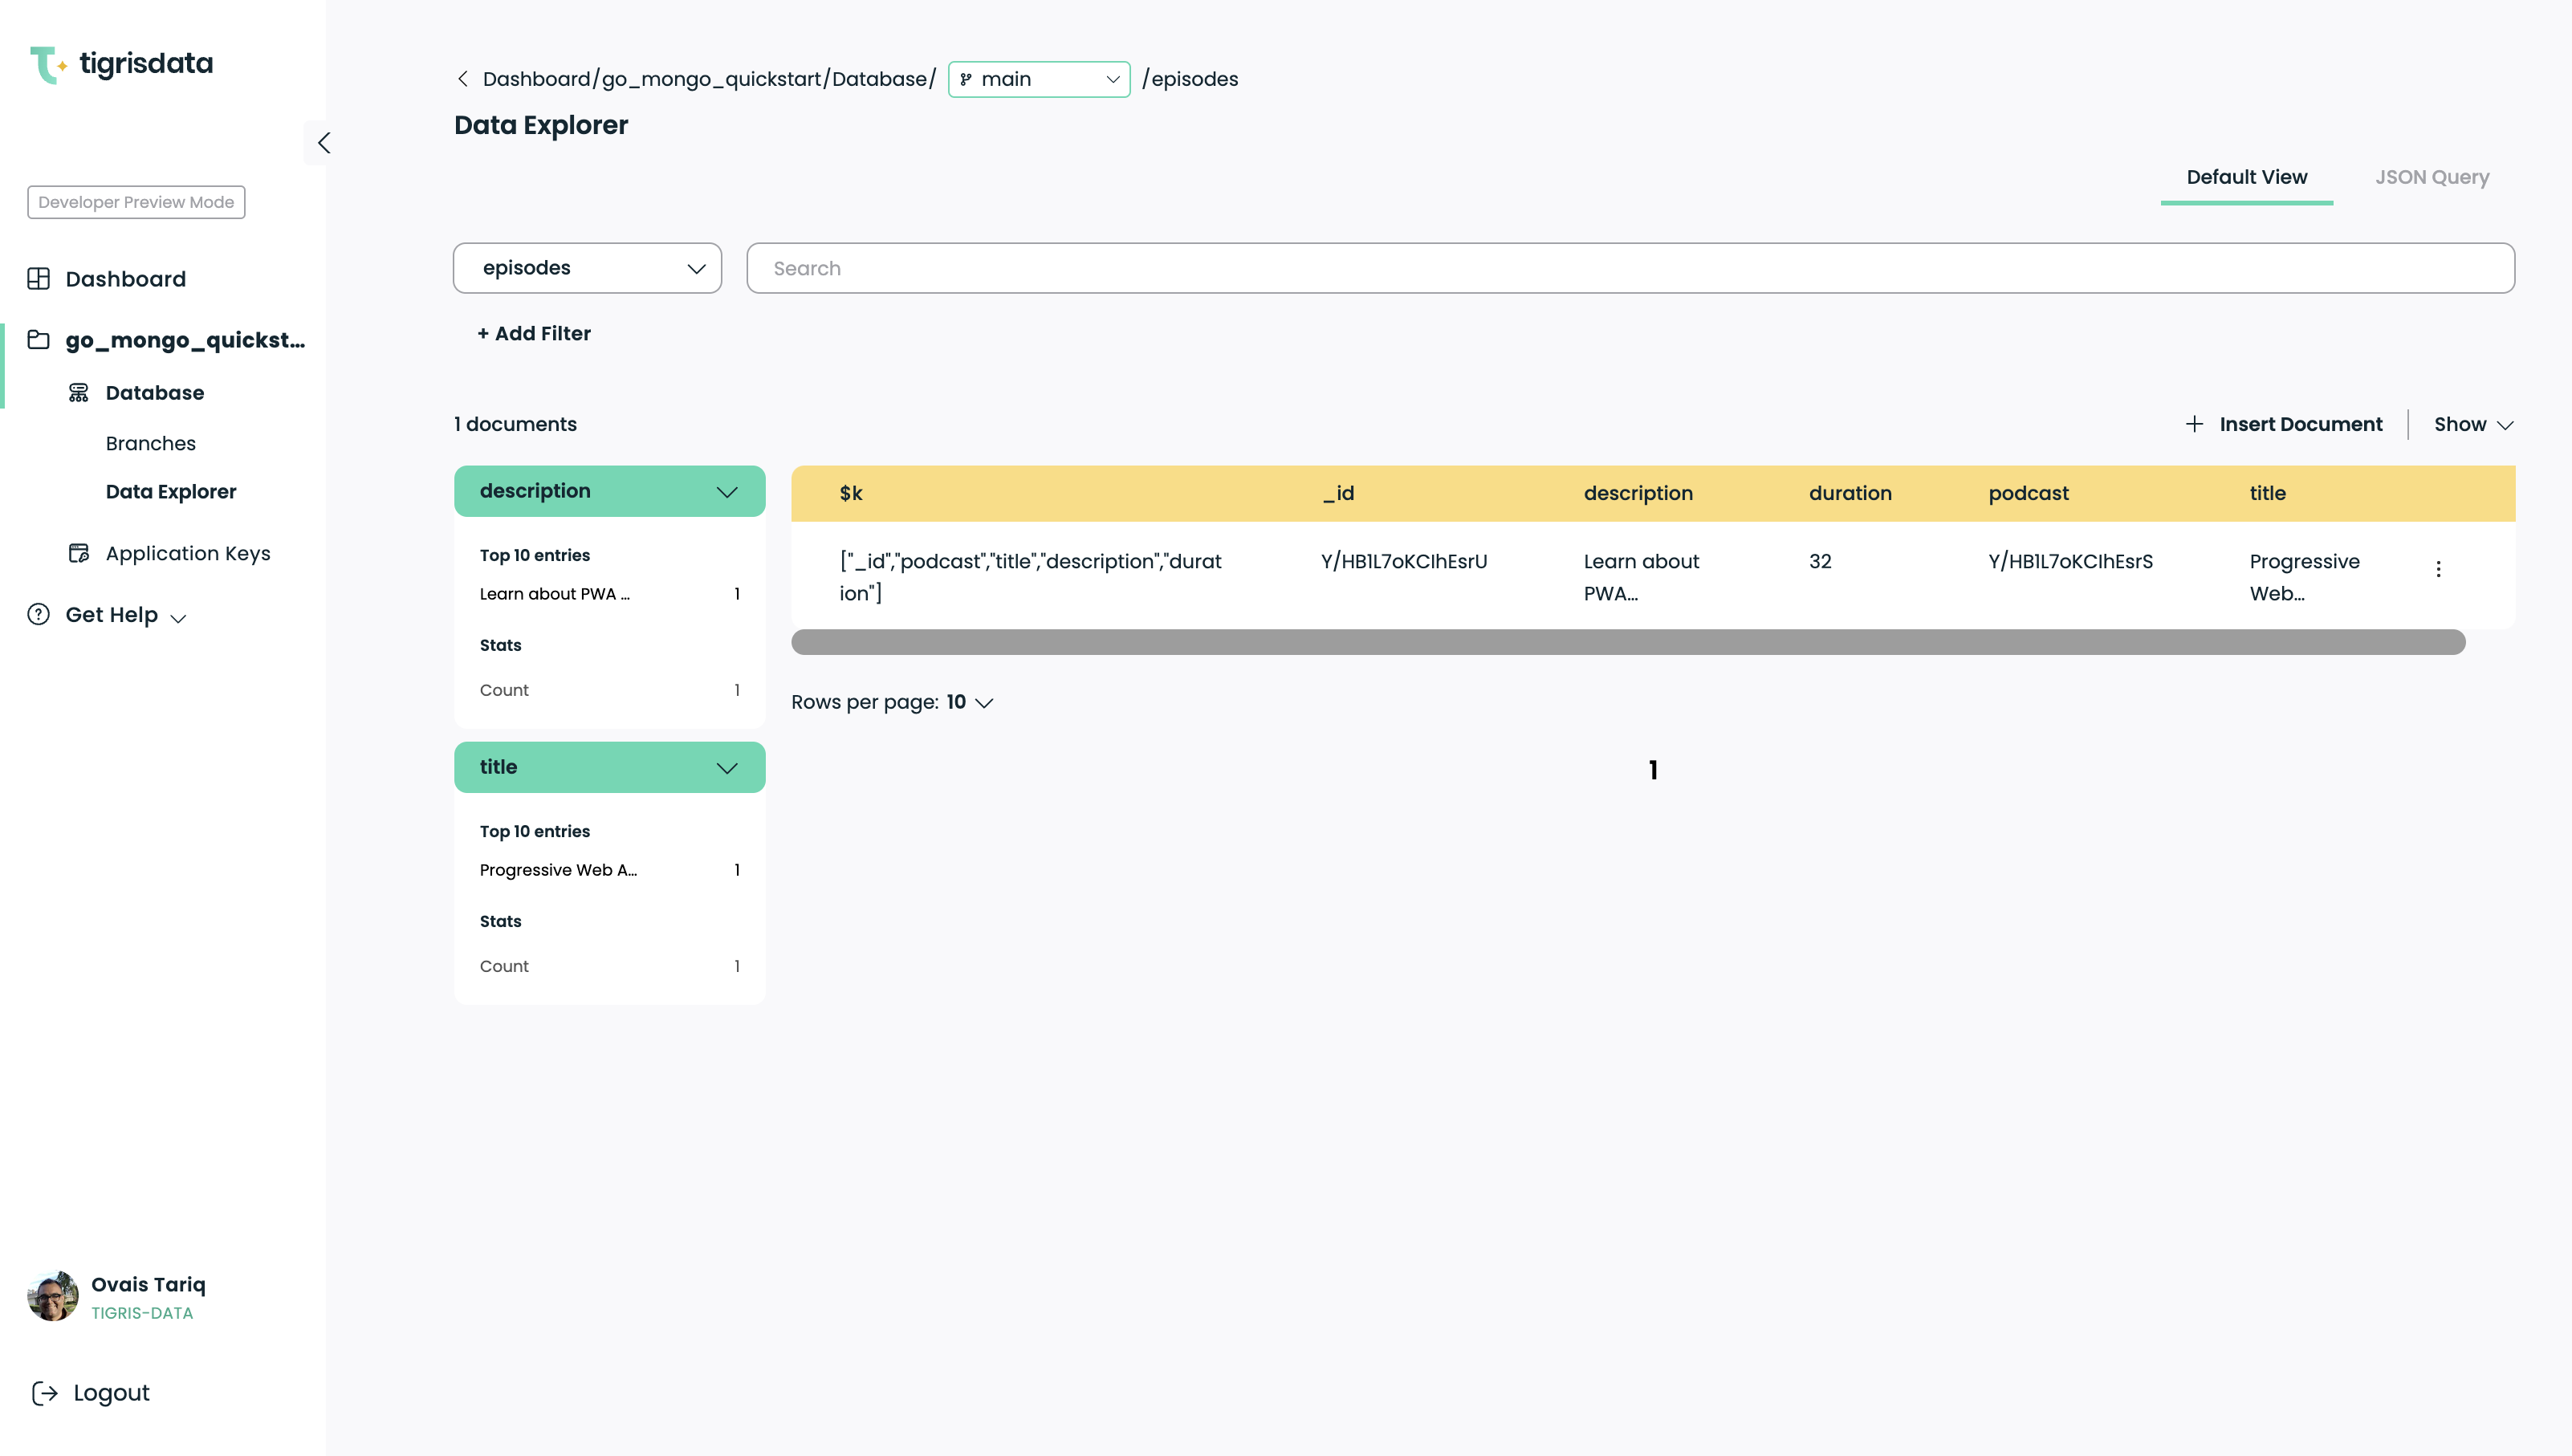 tigrisdata
Developer Preview Mode
Dashboard
go_mongo_quickst...
Database
Branches
Data Explorer
Application Keys
Get Help
Ovais Tariq
TIGRIS-DATA
Logout
Dashboard/go_mongo_quickstart/Database/ main /episodes
Data Explorer
Default View JSON Query
episodes Search
+ Add Filter
1 documents
+ Insert Document Show
description
Top 10 entries
Learn about PWA ... 1
Stats
Count 1
title
Top 10 entries
Progressive Web A... 1
Stats
Count 1
$k _id description duration podcast title
["_id","podcast","title","description","durat Y/HB1L7oKCIhEsrU Learn about 32 Y/HB1L7oKCIhEsrS Progressive
ion"] PWA... Web...
Rows per page: 10
1